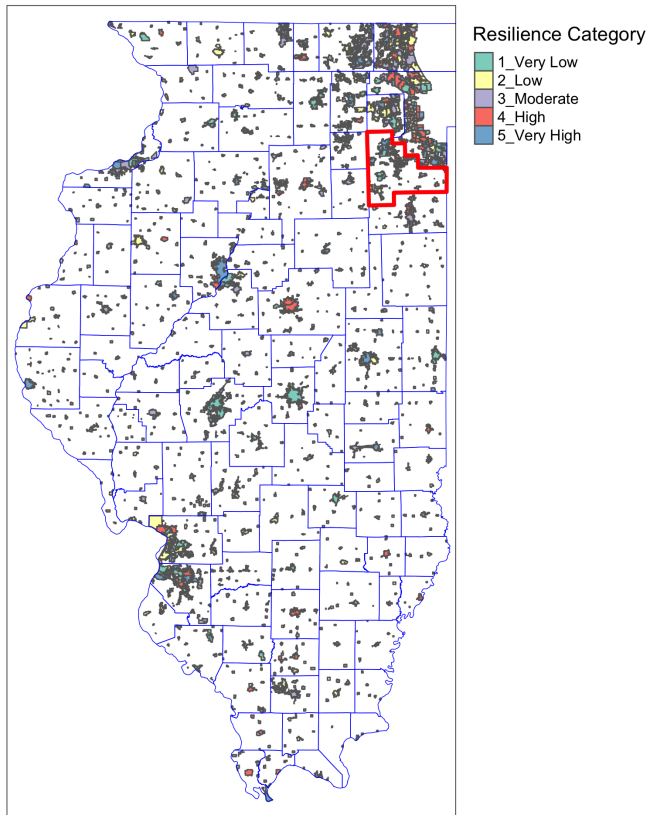 Resilience Category
1_Very Low
2_Low
3_Moderate
4_High
5_Very High